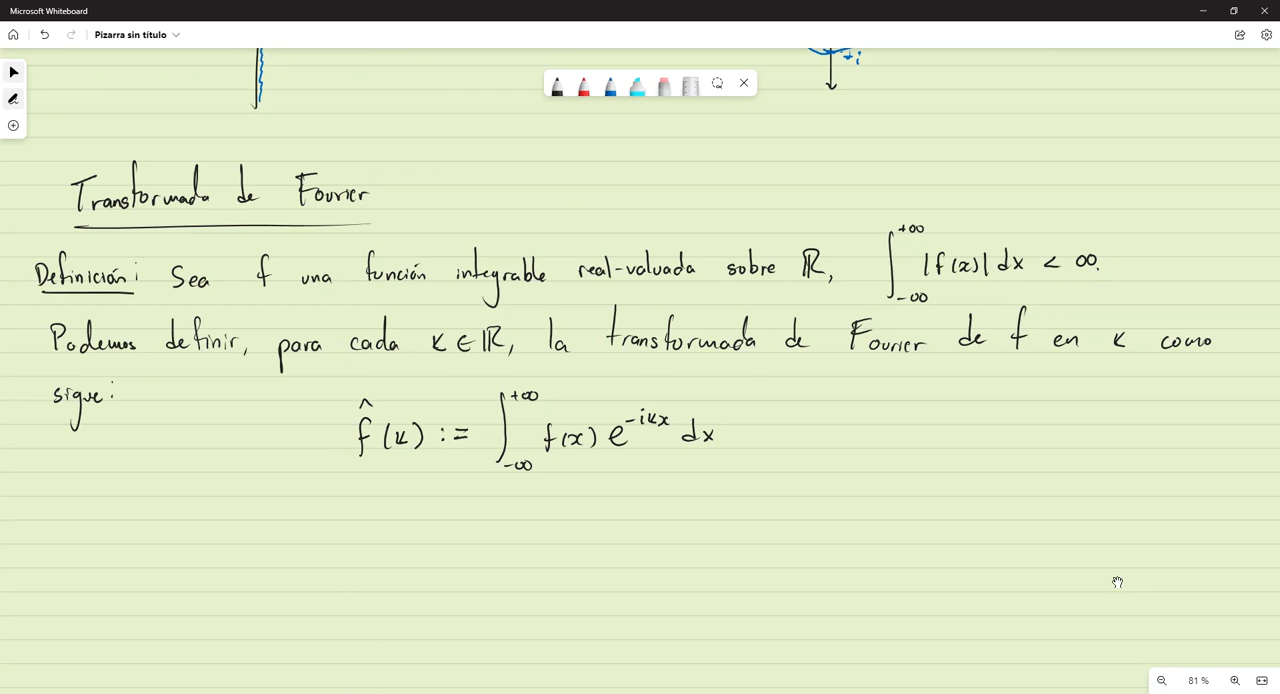 Microsoft Whiteboard
Pizarra sin título
-i
Transformada de Fourier
Definición: Sea f una función integrable real-valuada sobre ℝ, ∫_{-∞}^{+∞} |f(x)| dx < ∞.
Podemos definir, para cada κ ∈ ℝ, la transformada de Fourier de f en κ como
sigue:
f̂(κ) := ∫_{-∞}^{+∞} f(x) e^{-iκx} dx
81 %